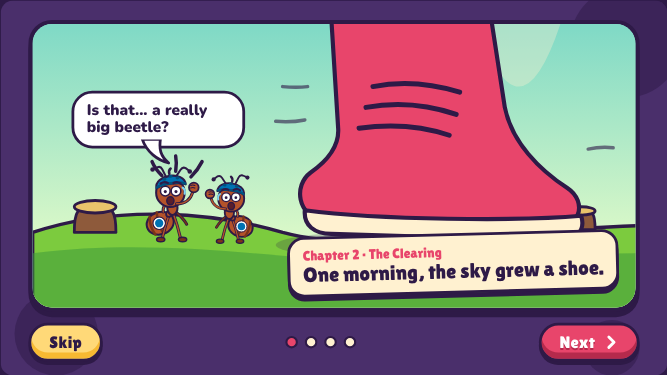 Is that... a really
big beetle?
Chapter 2 · The Clearing
One morning, the sky grew a shoe.
Skip
Next